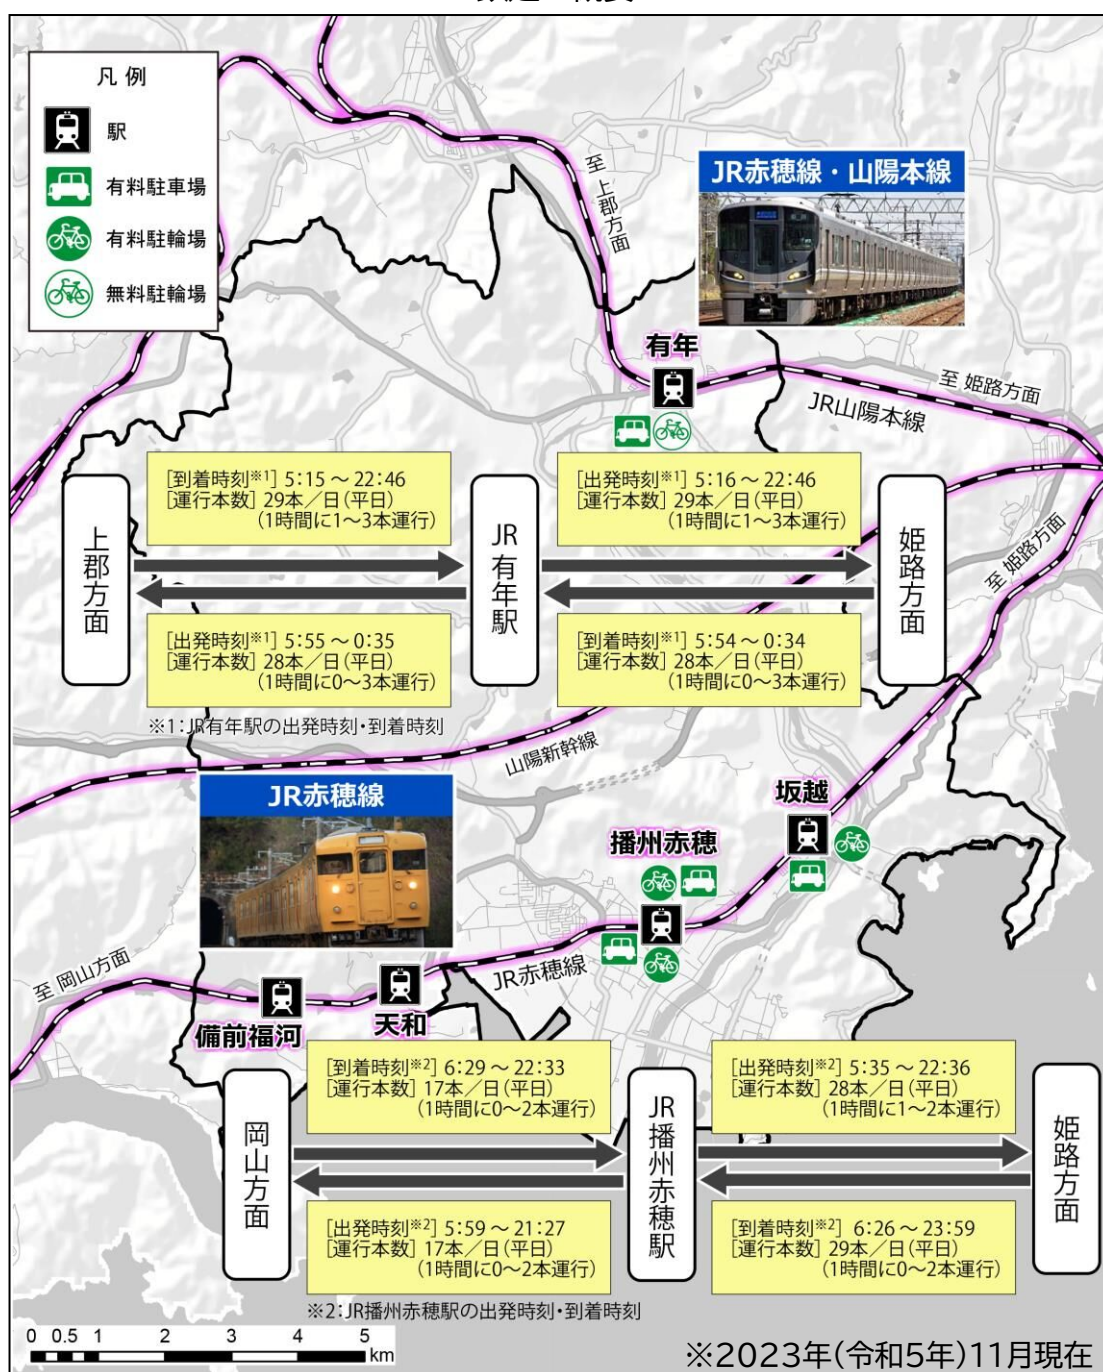 凡例
駅
有料駐車場
有料駐輪場
無料駐輪場
至 上郡方面
JR赤穂線・山陽本線
有年
至 姫路方面
JR山陽本線
[到着時刻※1] 5:15～22:46
[運行本数] 29本／日(平日)
(1時間に1～3本運行)
[出発時刻※1] 5:16～22:46
[運行本数] 29本／日(平日)
(1時間に1～3本運行)
上郡方面
JR有年駅
姫路方面
至 姫路方面
[出発時刻※1] 5:55～0:35
[運行本数] 28本／日(平日)
(1時間に0～3本運行)
[到着時刻※1] 5:54～0:34
[運行本数] 28本／日(平日)
(1時間に0～3本運行)
※1:JR有年駅の出発時刻・到着時刻
山陽新幹線
JR赤穂線
坂越
播州赤穂
至 岡山方面
JR赤穂線
備前福河
天和
[到着時刻※2] 6:29～22:33
[運行本数] 17本／日(平日)
(1時間に0～2本運行)
[出発時刻※2] 5:35～22:36
[運行本数] 28本／日(平日)
(1時間に1～2本運行)
岡山方面
JR播州赤穂駅
姫路方面
[出発時刻※2] 5:59～21:27
[運行本数] 17本／日(平日)
(1時間に0～2本運行)
[到着時刻※2] 6:26～23:59
[運行本数] 29本／日(平日)
(1時間に0～2本運行)
※2:JR播州赤穂駅の出発時刻・到着時刻
0 0.5 1 2 3 4 5
km
※2023年(令和5年)11月現在